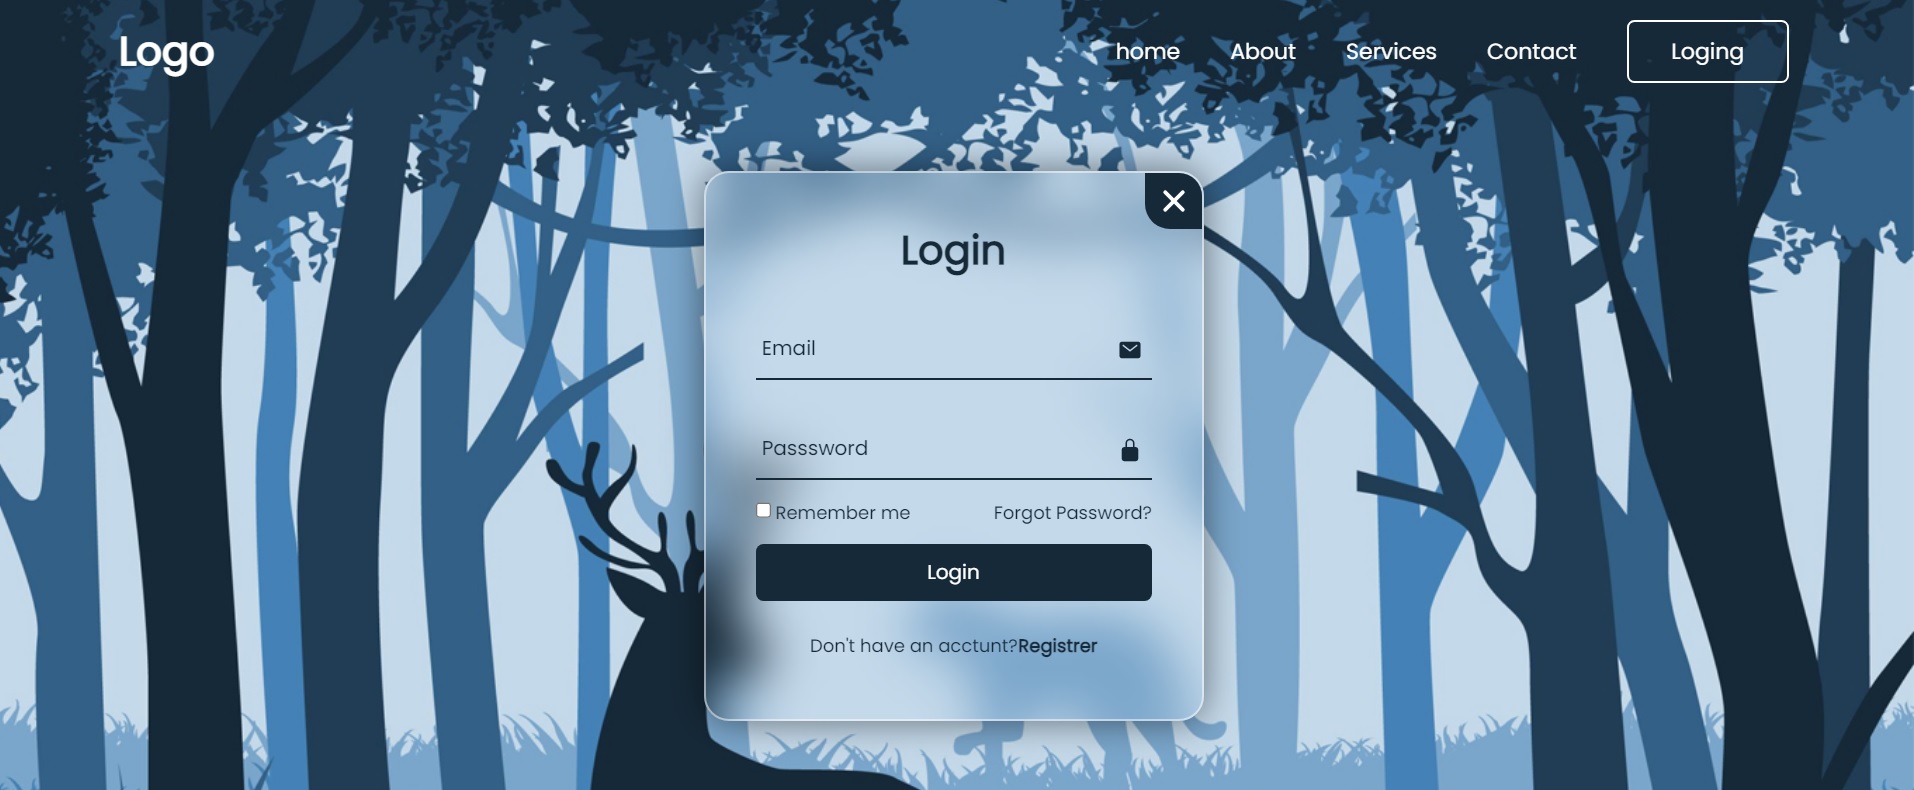 Logo home About Services Contact Loging
Login
Email
Passsword
Remember me Forgot Password?
Login
Don't have an acctunt?Registrer